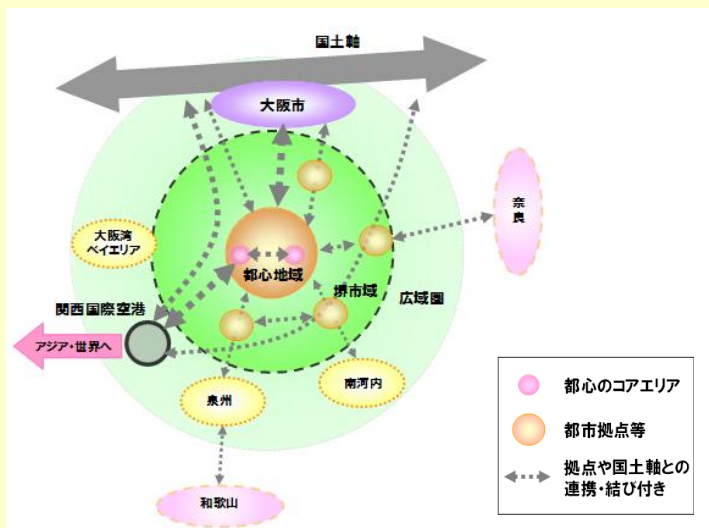 国土軸
大阪市
奈良
大阪湾
ベイエリア
都心地域
堺市域
広域圏
関西国際空港
アジア・世界へ
泉州
南河内
和歌山
都心のコアエリア
都市拠点等
拠点や国土軸との
連携・結び付き